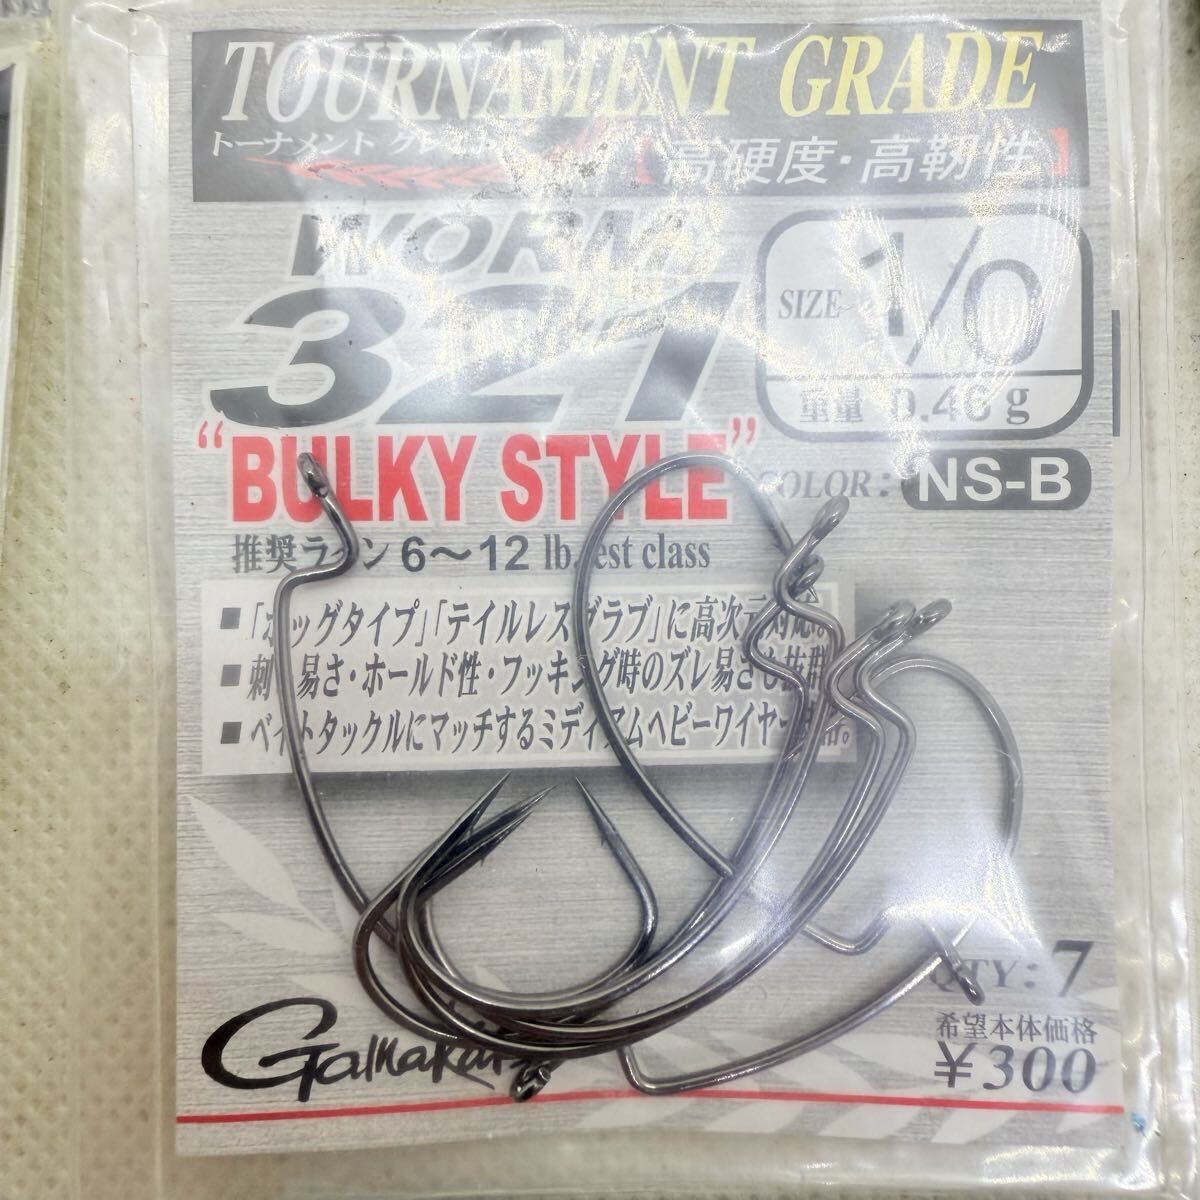 TOURNAMENT GRADE
トーナメント グレード
【高硬度・高靭性】
WORM
321
SIZE 1/0
重量 0.46g
"BULKY STYLE"
COLOR: NS-B
推奨ライン 6～12 lb. test class
■「ホッグタイプ」「テイルレスグラブ」に高次元対応。
■刺し易さ・ホールド性・フッキング時のズレ易さも抜群
■ベイトタックルにマッチするミディアムヘビーワイヤー
QTY: 7
希望本体価格
¥300
Gamakatsu